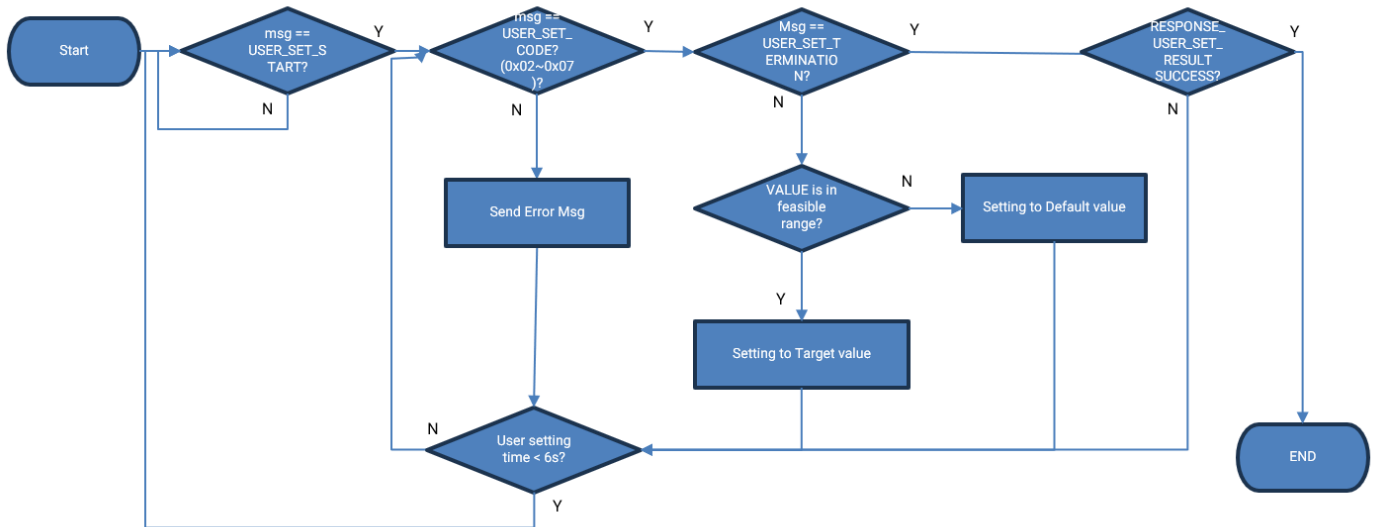 Start
msg ==
USER_SET_S
TART?
Y
N
msg ==
USER_SET_
CODE?
(0x02~0x07
)?
Y
N
Msg ==
USER_SET_T
ERMINATIO
N?
Y
N
RESPONSE_
USER_SET_
RESULT
SUCCESS?
Y
N
Send Error Msg
VALUE is in
feasible
range?
N
Y
Setting to Default value
Setting to Target value
User setting
time < 6s?
N
Y
END